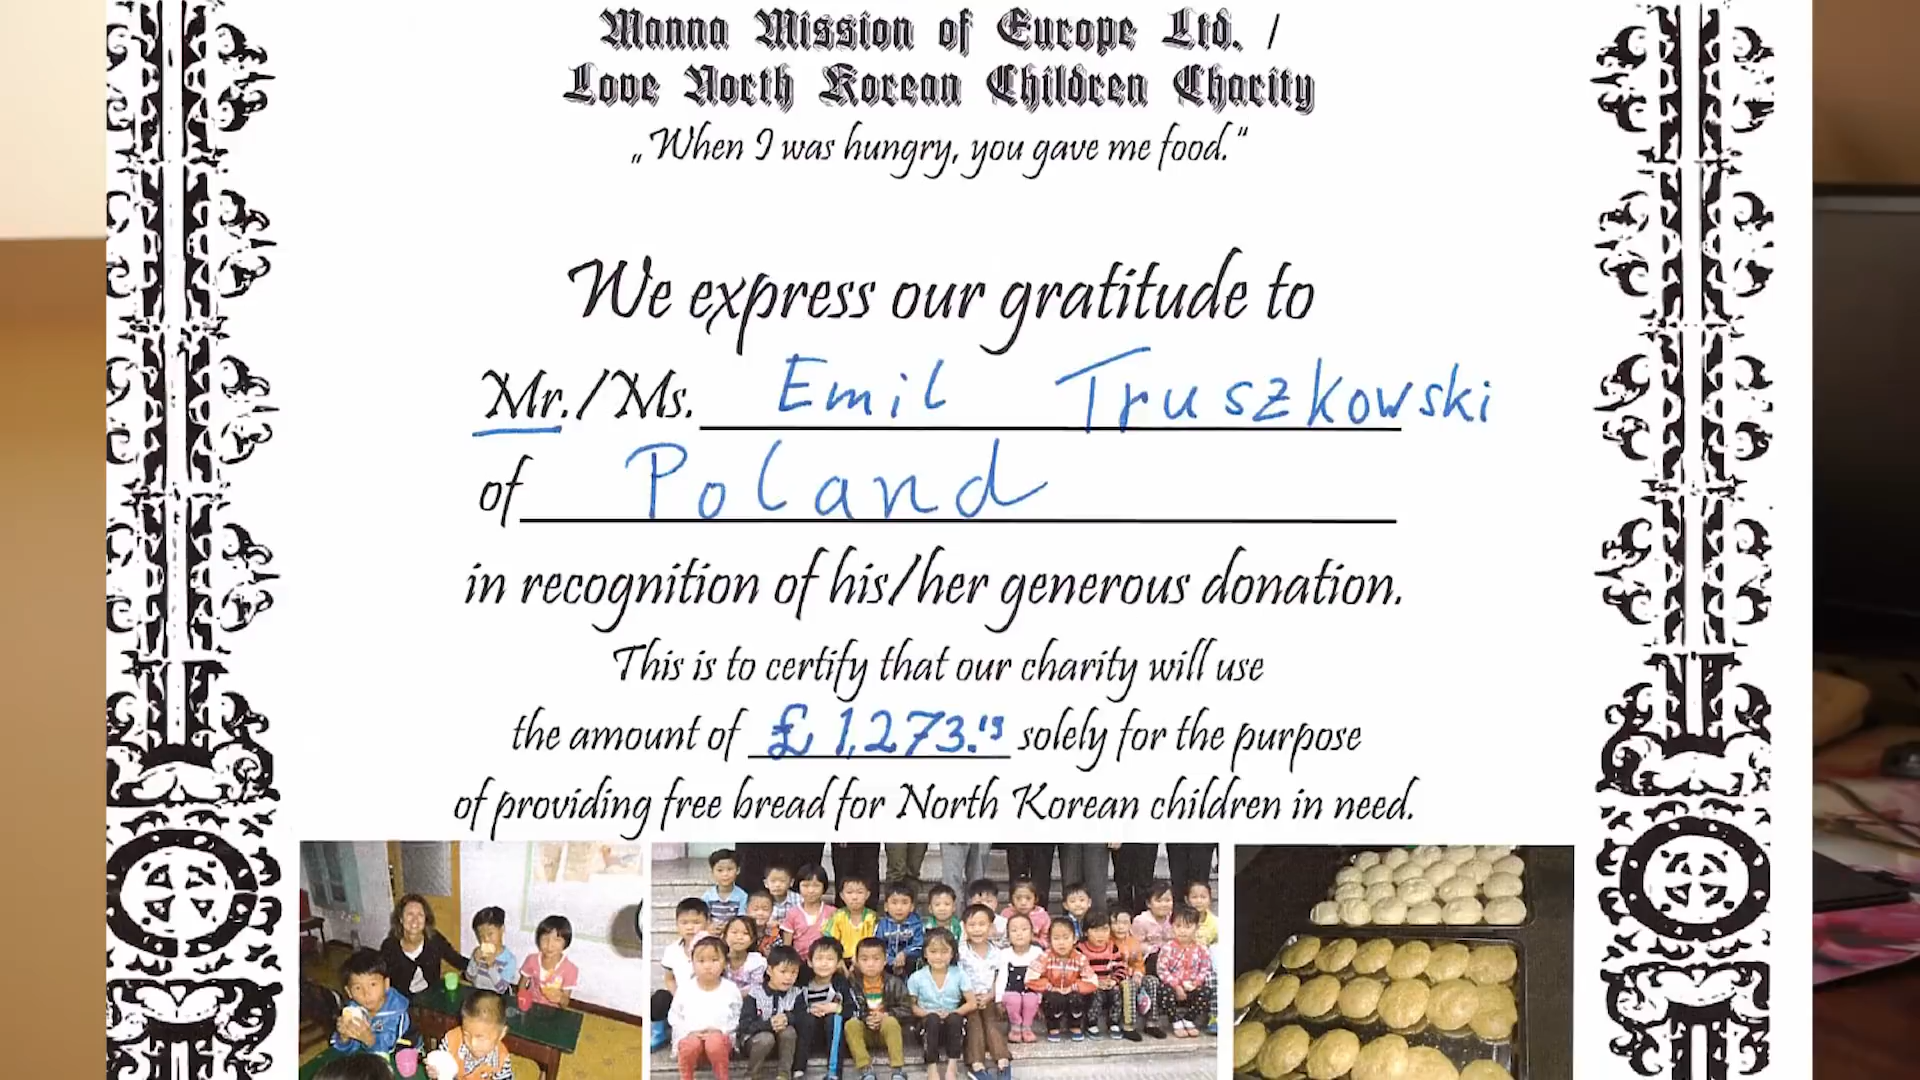 Manna Mission of Europe Ltd. /
Love North Korean Children Charity
„When I was hungry, you gave me food."
We express our gratitude to
Mr./Ms. Emil Truszkowski
of Poland
in recognition of his/her generous donation.
This is to certify that our charity will use
the amount of £ 1,273.19 solely for the purpose
of providing free bread for North Korean children in need.